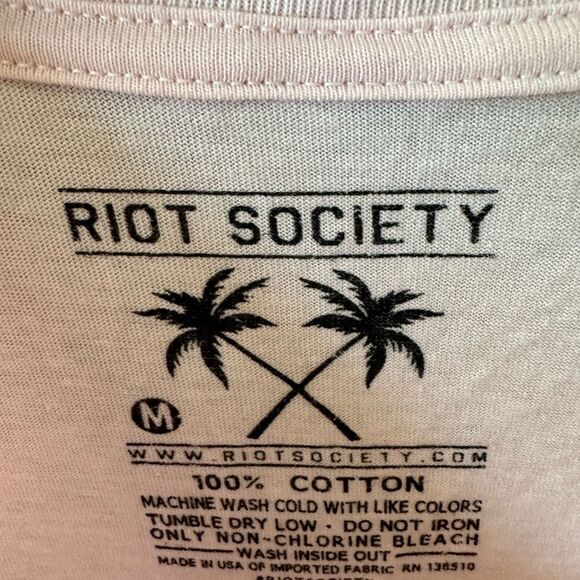 RIOT SOCiETY
M
WWW.RIOTSOCIETY.COM
100% COTTON
MACHINE WASH COLD WITH LIKE COLORS
TUMBLE DRY LOW · DO NOT IRON
ONLY NON-CHLORINE BLEACH
WASH INSIDE OUT
MADE IN USA OF IMPORTED FABRIC RN 138510
#RIOTSOCIETY